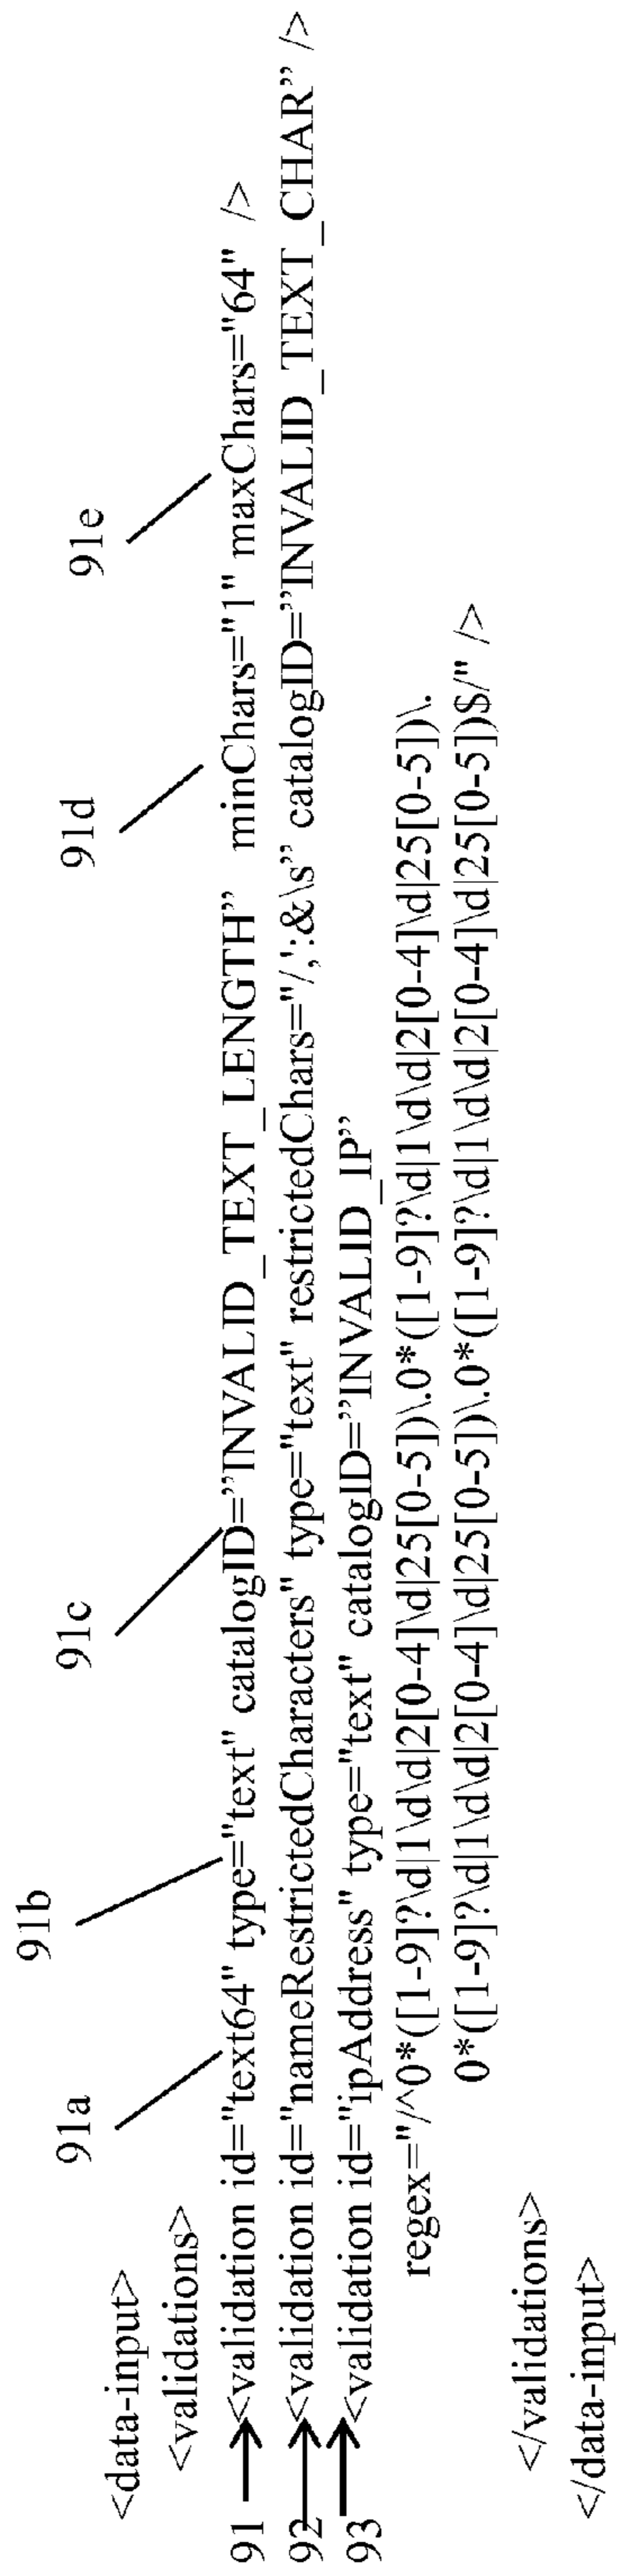 91a 91b 91c 91d 91e
<data-input>
<validations>
91 <validation id="text64" type="text" catalogID=”INVALID_TEXT_LENGTH” minChars="1" maxChars="64" />
92 <validation id="nameRestrictedCharacters" type="text" restrictedChars="/,':&\s” catalogID=”INVALID_TEXT_CHAR” />
93 <validation id="ipAddress" type="text" catalogID=”INVALID_IP”
regex="/^0*([1-9]?\d|1\d\d|2[0-4]\d|25[0-5])\.0*([1-9]?\d|1\d\d|2[0-4]\d|25[0-5])\.
0*([1-9]?\d|1\d\d|2[0-4]\d|25[0-5])\.0*([1-9]?\d|1\d\d|2[0-4]\d|25[0-5])$/" />
</validations>
</data-input>